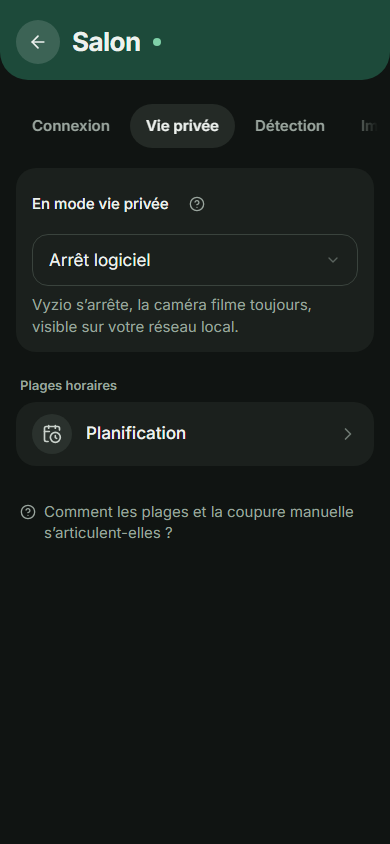 Salon
Connexion
Vie privée
Détection
En mode vie privée
Arrêt logiciel
Vyzio s’arrête, la caméra filme toujours,
visible sur votre réseau local.
Plages horaires
Planification
Comment les plages et la coupure manuelle
s’articulent-elles ?